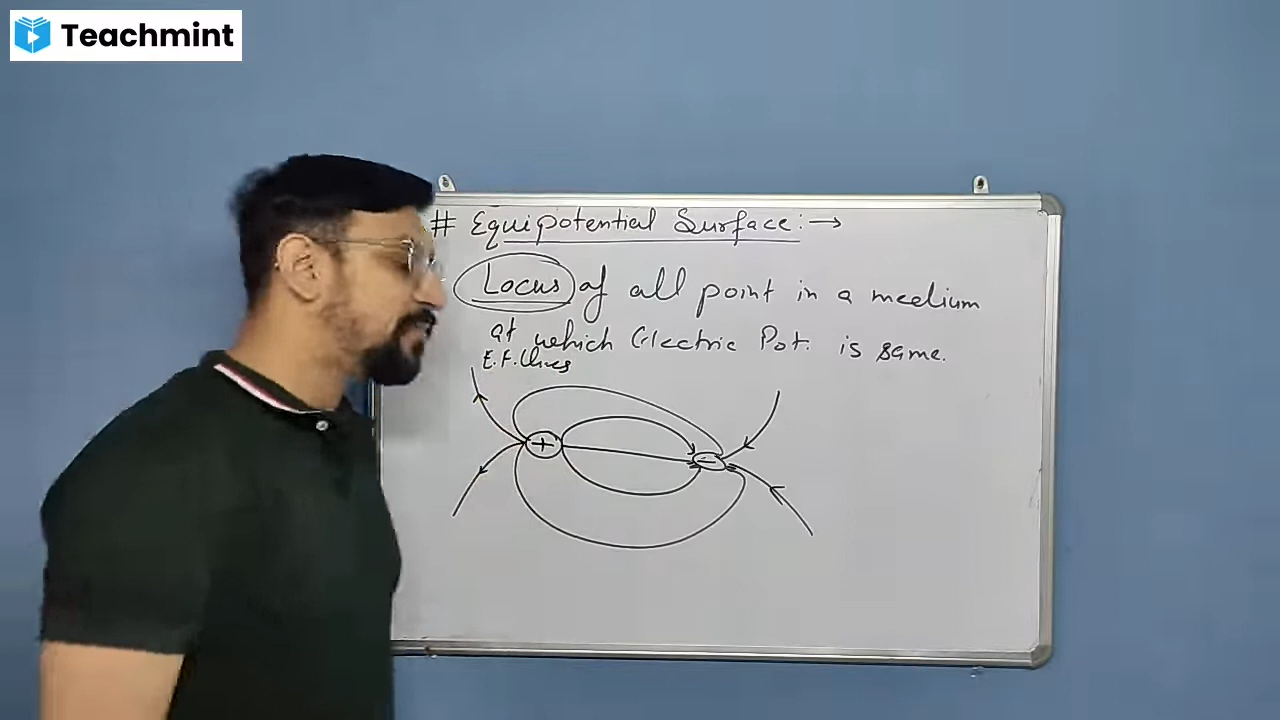 Teachmint
# Equipotential Surface:→
Locus of all point in a medium
at which Electric Pot. is same.
E.F. lines
+ -